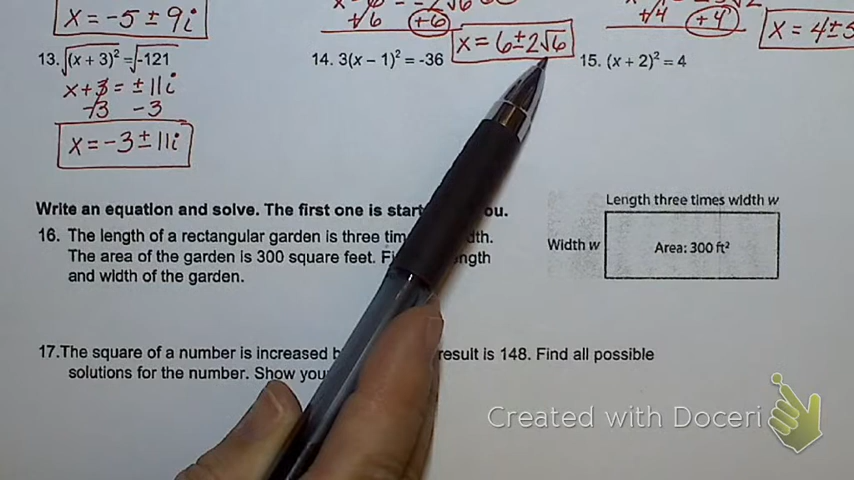 x = -5 ± 9i
+6 +6
x = 6 ± 2√6
+4 +4
x = 4 ± 5
13. √(x + 3)² = √-121
x + 3 = ± 11i
-3 -3
x = -3 ± 11i
14. 3(x – 1)² = -36
15. (x + 2)² = 4
Write an equation and solve. The first one is star you.
16. The length of a rectangular garden is three tim dth.
The area of the garden is 300 square feet. Fi ngth
and width of the garden.
Length three times width w
Width w
Area: 300 ft²
17.The square of a number is increased result is 148. Find all possible
solutions for the number. Show you
Created with Doceri